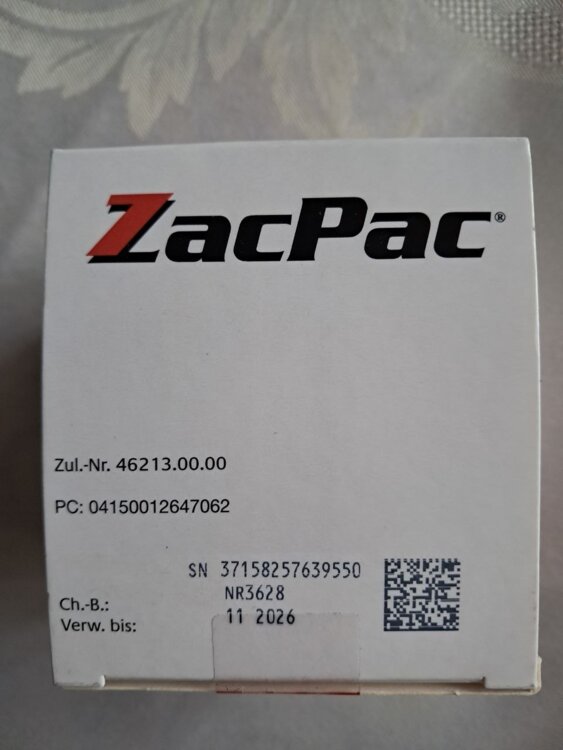 ZacPac®
Zul.-Nr. 46213.00.00
PC: 04150012647062
SN 37158257639550
Ch.-B.: NR3628
Verw. bis: 11 2026